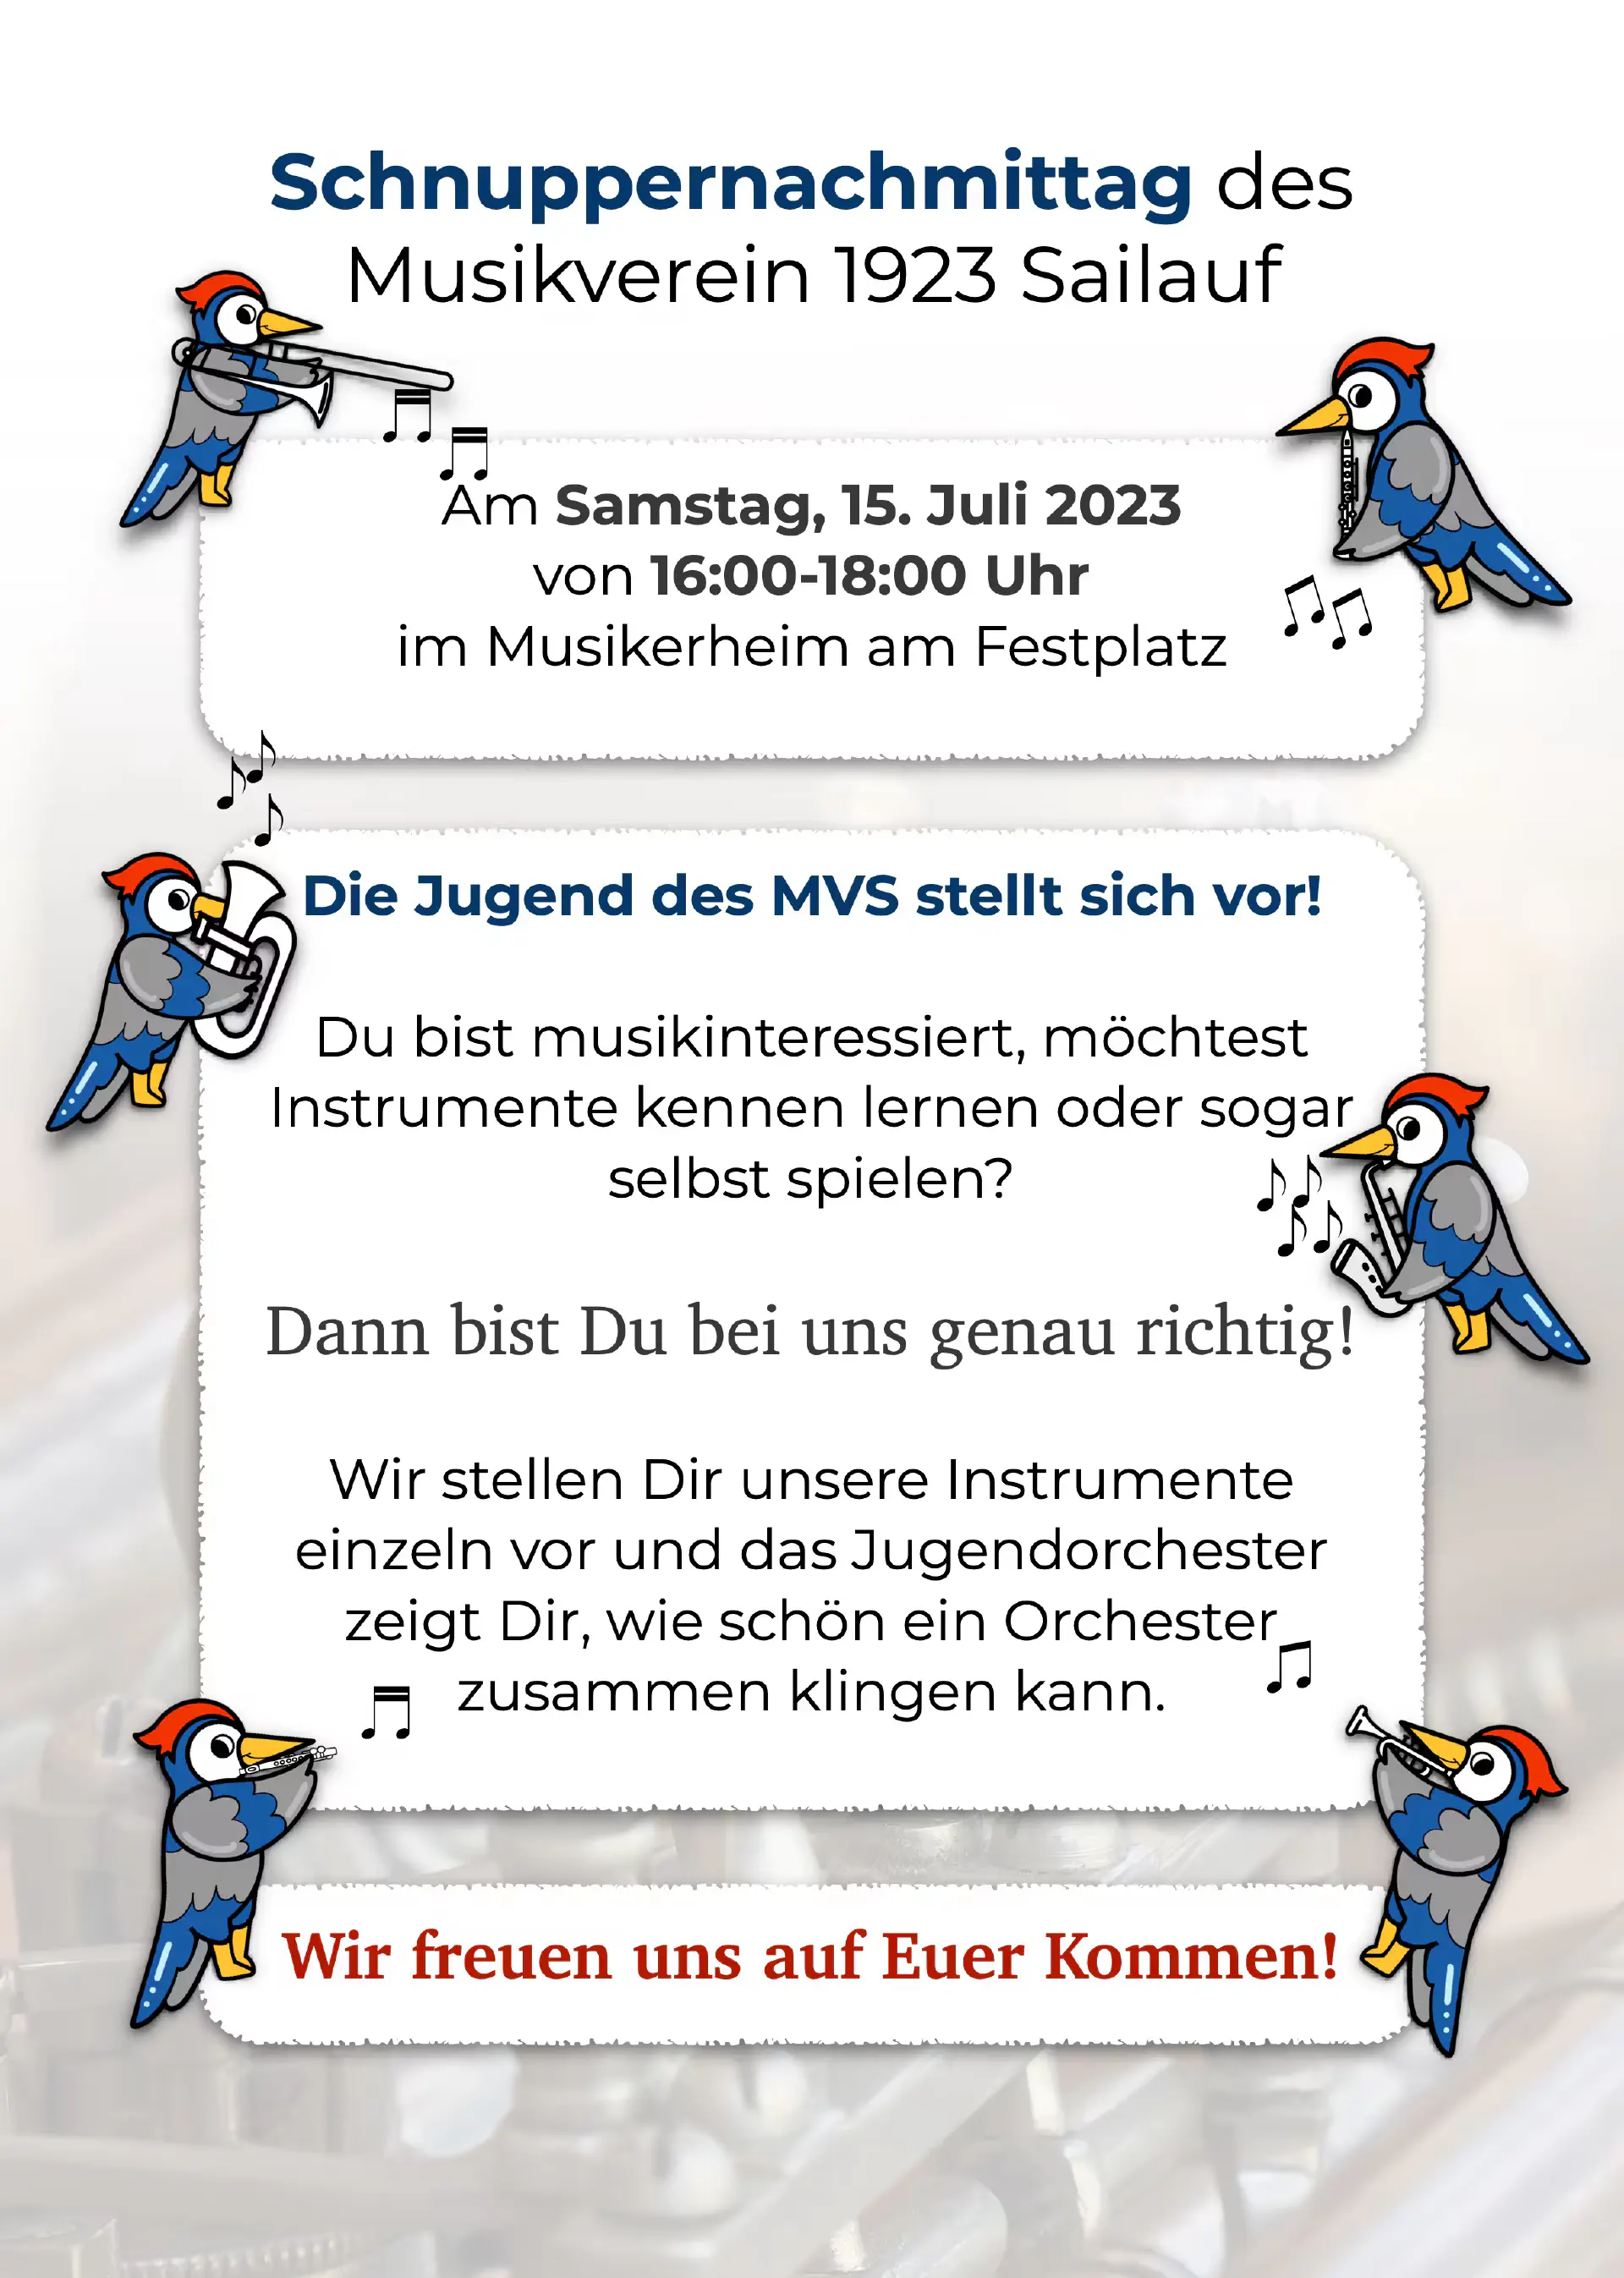 Schnuppernachmittag des
Musikverein 1923 Sailauf
Am Samstag, 15. Juli 2023
von 16:00-18:00 Uhr
im Musikerheim am Festplatz
Die Jugend des MVS stellt sich vor!
Du bist musikinteressiert, möchtest
Instrumente kennen lernen oder sogar
selbst spielen?
Dann bist Du bei uns genau richtig!
Wir stellen Dir unsere Instrumente
einzeln vor und das Jugendorchester
zeigt Dir, wie schön ein Orchester
zusammen klingen kann.
Wir freuen uns auf Euer Kommen!